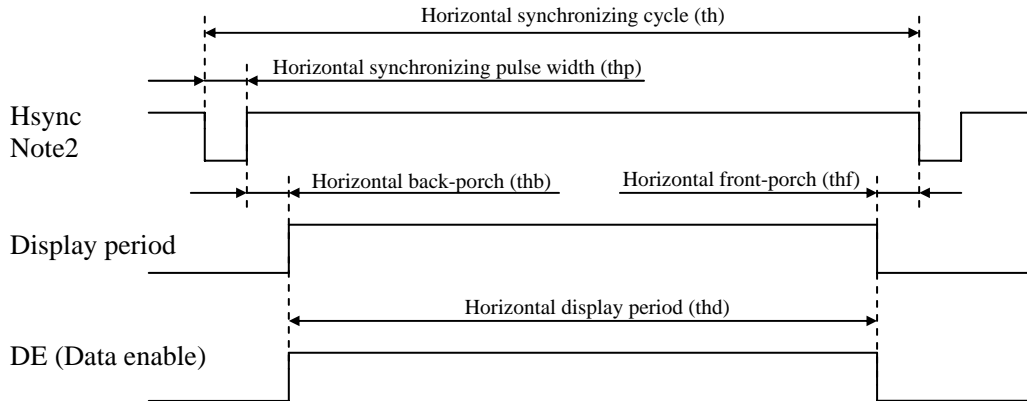 Horizontal synchronizing cycle (th)
Horizontal synchronizing pulse width (thp)
Hsync
Note2
Horizontal back-porch (thb)
Horizontal front-porch (thf)
Display period
Horizontal display period (thd)
DE (Data enable)